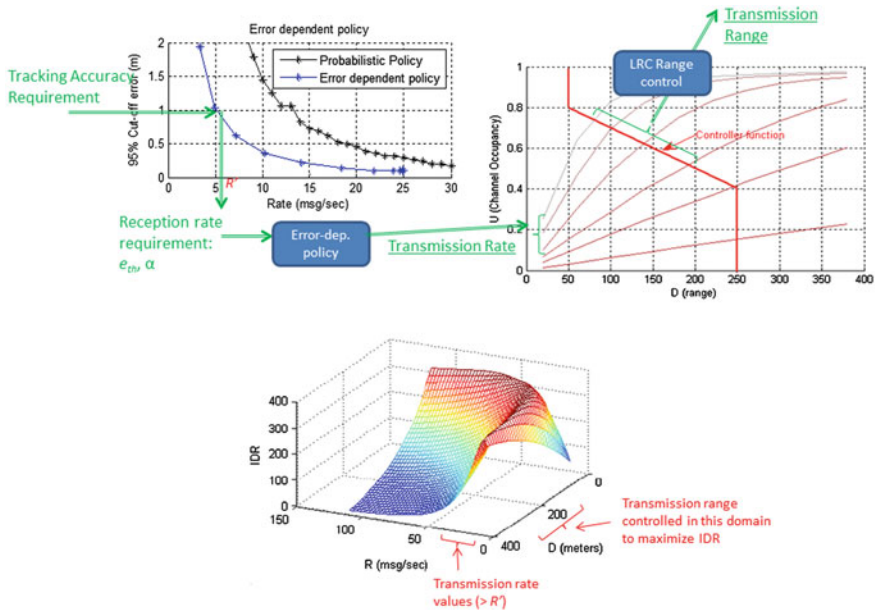 Error dependent policy
95% Cut-off error (m)
2
1.5
1
0.5
0
Probabilistic Policy
Error dependent policy
0 5 10 15 20 25 30
Rate (msg/sec)
R'
Tracking Accuracy
Requirement
Reception rate
requirement:
eth, α
Error-dep.
policy
Transmission Rate
Transmission
Range
LRC Range
control
Controller function
U (Channel Occupancy)
1
0.8
0.6
0.4
0.2
0
0 50 100 150 200 250 300 350 400
D (range)
IDR
400
300
200
100
0
150 100 50 0
R (msg/sec)
400 200 0
D (meters)
Transmission range
controlled in this domain
to maximize IDR
Transmission rate
values (> R')